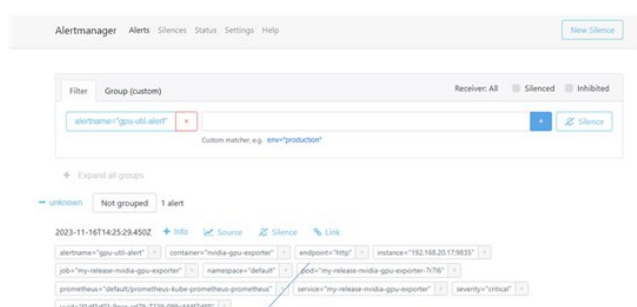 Alertmanager Alerts Silences Status Settings Help New Silence
Filter Group (custom) Receiver: All Silenced Inhibited
alertname="gpu-util-alert" × + Silence
Custom matcher, e.g. env="production"
+ Expand all groups
− unknown Not grouped 1 alert
2023-11-16T14:25:29.450Z + Info Source Silence Link
alertname="gpu-util-alert" + container="nvidia-gpu-exporter" + endpoint="http" + instance="192.168.20.17:9835" +
job="my-release-nvidia-gpu-exporter" + namespace="default" + pod="my-release-nvidia-gpu-exporter-7r7l6" +
prometheus="default/prometheus-kube-prometheus-prometheus" + service="my-release-nvidia-gpu-exporter" + severity="critical" +